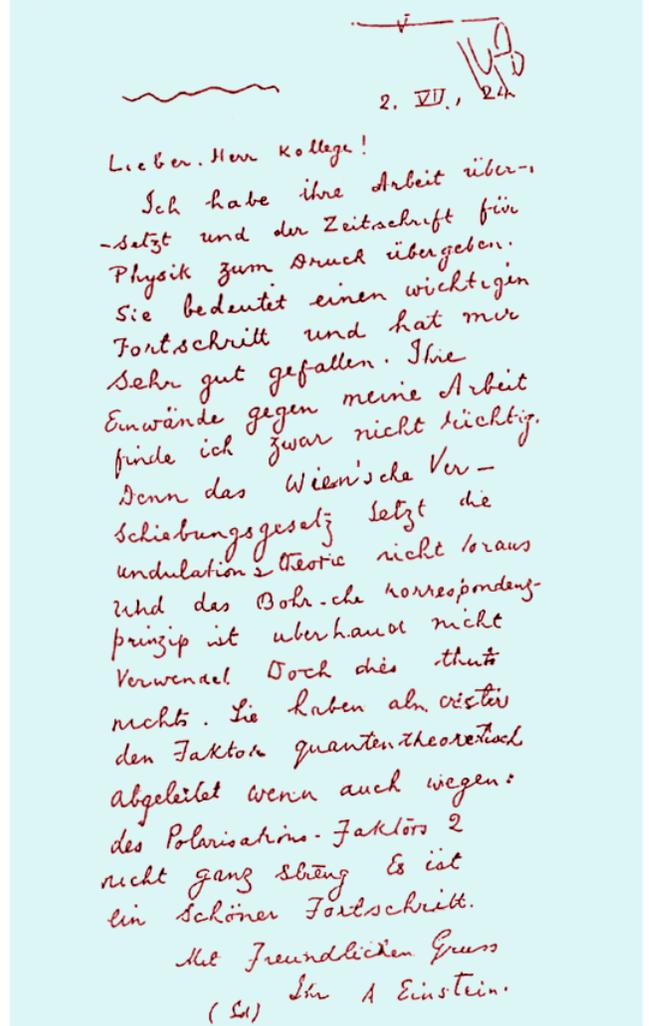 2. VII., 24
Lieber. Herr Kollege!
Ich habe ihre Arbeit über-
-setzt und der Zeitschrift für
Physik zum Druck übergeben.
Sie bedeutet einen wichtigen
Fortschritt und hat mir
Sehr gut gefallen. Ihre
Einwände gegen meine Arbeit
finde ich zwar nicht richtig.
Denn das Wien'sche Ver-
Schiebungsgesetz setzt die
undulations theorie nicht voraus
und das Bohr-che Korrespondenz-
prinzip ist uberhaupt nicht
Verwendet Doch dies thut
nichts. Sie haben als erster
den Faktor quantentheoretisch
abgeleitet wenn auch wegen
des Polarisations-Faktors 2
nicht ganz streng Es ist
ein schöner Fortschritt.
Mit Freundlichen Gruss
Ihr A Einstein.
(Sd)